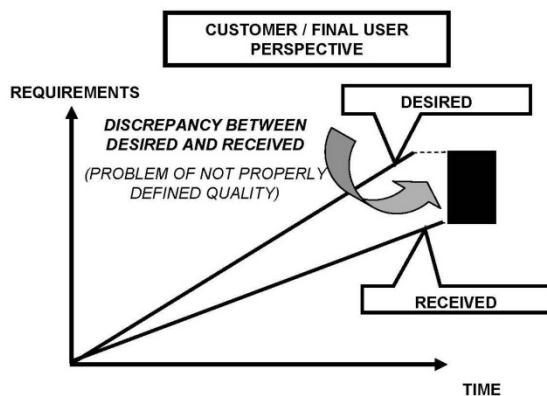 CUSTOMER / FINAL USER
PERSPECTIVE
REQUIREMENTS
DESIRED
DISCREPANCY BETWEEN
DESIRED AND RECEIVED
(PROBLEM OF NOT PROPERLY
DEFINED QUALITY)
RECEIVED
TIME